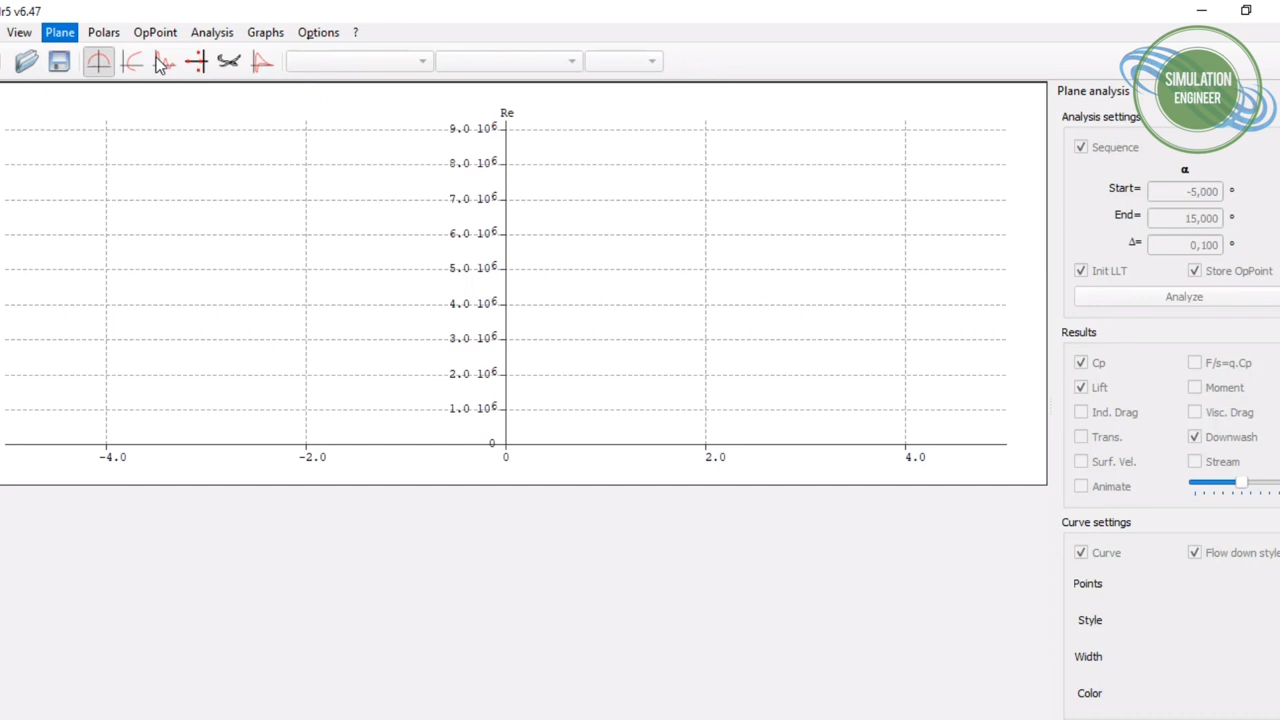 lr5 v6.47
View Plane Polars OpPoint Analysis Graphs Options ?
SIMULATION
ENGINEER
Re
9.0 10⁶
8.0 10⁶
7.0 10⁶
6.0 10⁶
5.0 10⁶
4.0 10⁶
3.0 10⁶
2.0 10⁶
1.0 10⁶
0
-4.0 -2.0 0 2.0 4.0
Plane analysis
Analysis settings
Sequence
α
Start= -5,000 °
End= 15,000 °
Δ= 0,100 °
Init LLT Store OpPoint
Analyze
Results
Cp F/s=q.Cp
Lift Moment
Ind. Drag Visc. Drag
Trans. Downwash
Surf. Vel. Stream
Animate
Curve settings
Curve Flow down style
Points
Style
Width
Color